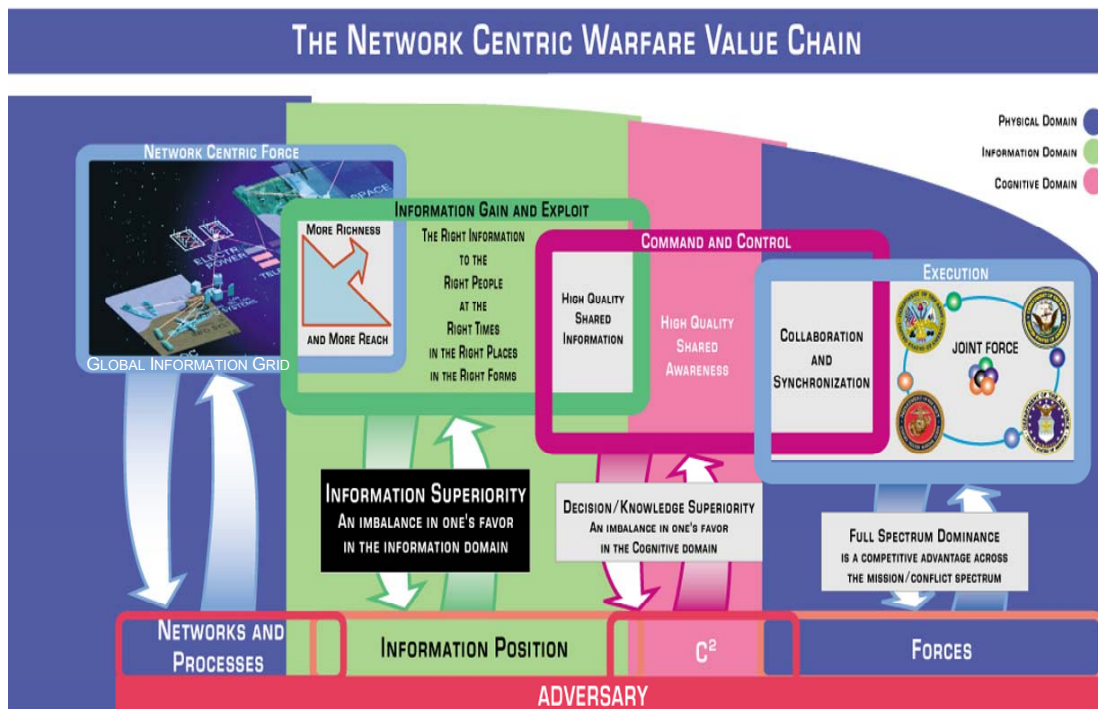 THE NETWORK CENTRIC WARFARE VALUE CHAIN
PHYSICAL DOMAIN
INFORMATION DOMAIN
COGNITIVE DOMAIN
NETWORK CENTRIC FORCE
SPACE
POWER
GLOBAL INFORMATION GRID
INFORMATION GAIN AND EXPLOIT
MORE RICHNESS
AND MORE REACH
THE RIGHT INFORMATION
TO THE
RIGHT PEOPLE
AT THE
RIGHT TIMES
IN THE RIGHT PLACES
IN THE RIGHT FORMS
COMMAND AND CONTROL
HIGH QUALITY
SHARED
INFORMATION
HIGH QUALITY
SHARED
AWARENESS
COLLABORATION
AND
SYNCHRONIZATION
EXECUTION
JOINT FORCE
INFORMATION SUPERIORITY
AN IMBALANCE IN ONE'S FAVOR
IN THE INFORMATION DOMAIN
DECISION/KNOWLEDGE SUPERIORITY
AN IMBALANCE IN ONE'S FAVOR
IN THE COGNITIVE DOMAIN
FULL SPECTRUM DOMINANCE
IS A COMPETITIVE ADVANTAGE ACROSS
THE MISSION/CONFLICT SPECTRUM
NETWORKS AND
PROCESSES
INFORMATION POSITION
C²
FORCES
ADVERSARY